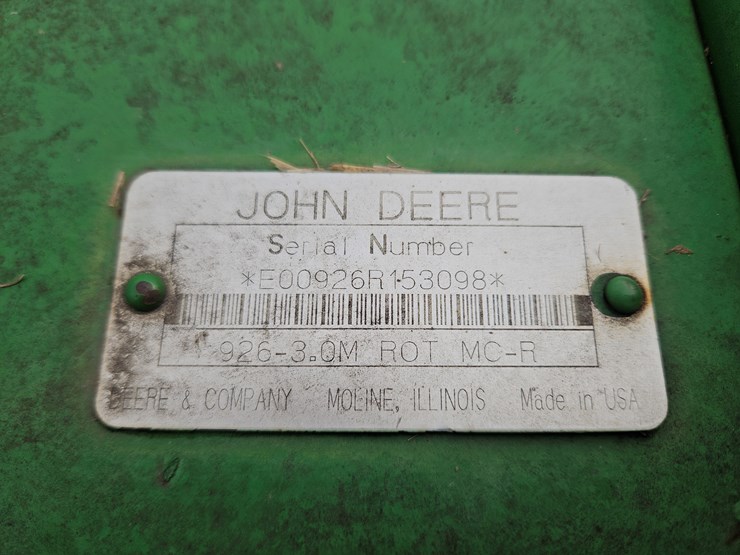 JOHN DEERE
Serial Number
*E00926R153098*
926-3.0M ROT MC-R
DEERE & COMPANY MOLINE, ILLINOIS Made in USA